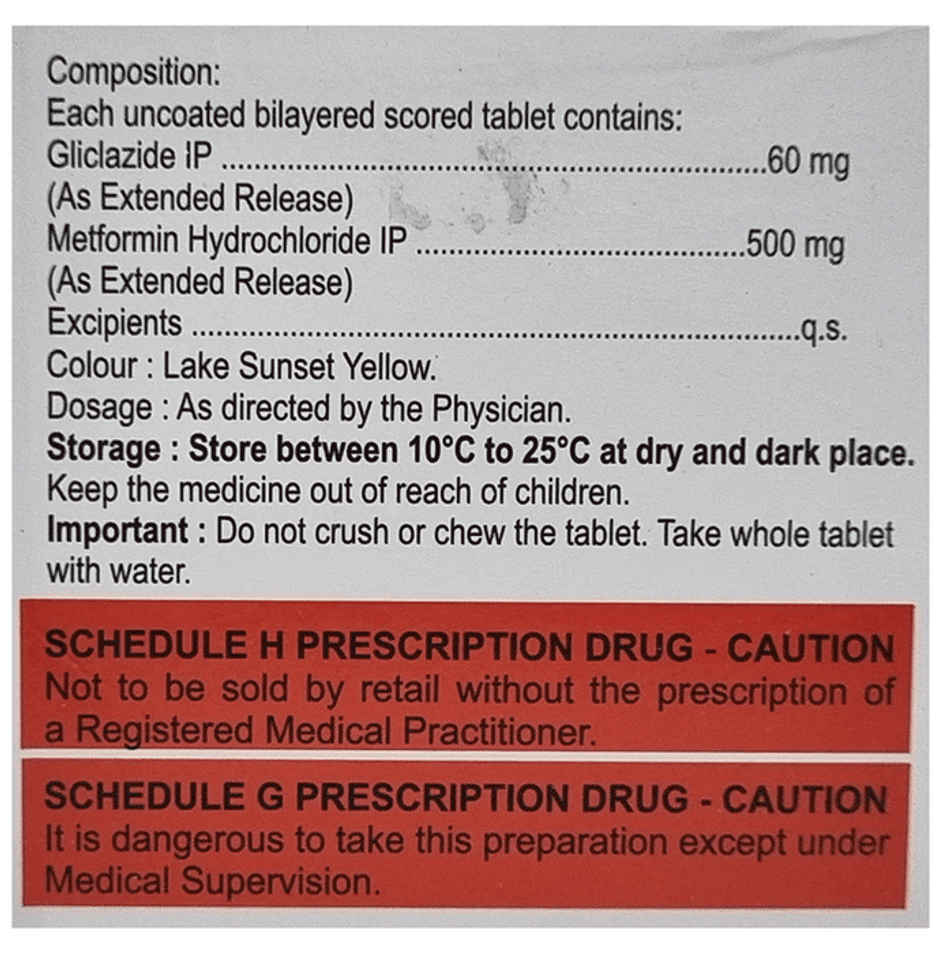 Composition:
Each uncoated bilayered scored tablet contains:
Gliclazide IP ................................................................60 mg
(As Extended Release)
Metformin Hydrochloride IP .......................................500 mg
(As Extended Release)
Excipients ........................................................................q.s.
Colour : Lake Sunset Yellow.
Dosage : As directed by the Physician.
Storage : Store between 10°C to 25°C at dry and dark place.
Keep the medicine out of reach of children.
Important : Do not crush or chew the tablet. Take whole tablet
with water.
SCHEDULE H PRESCRIPTION DRUG - CAUTION
Not to be sold by retail without the prescription of
a Registered Medical Practitioner.
SCHEDULE G PRESCRIPTION DRUG - CAUTION
It is dangerous to take this preparation except under
Medical Supervision.